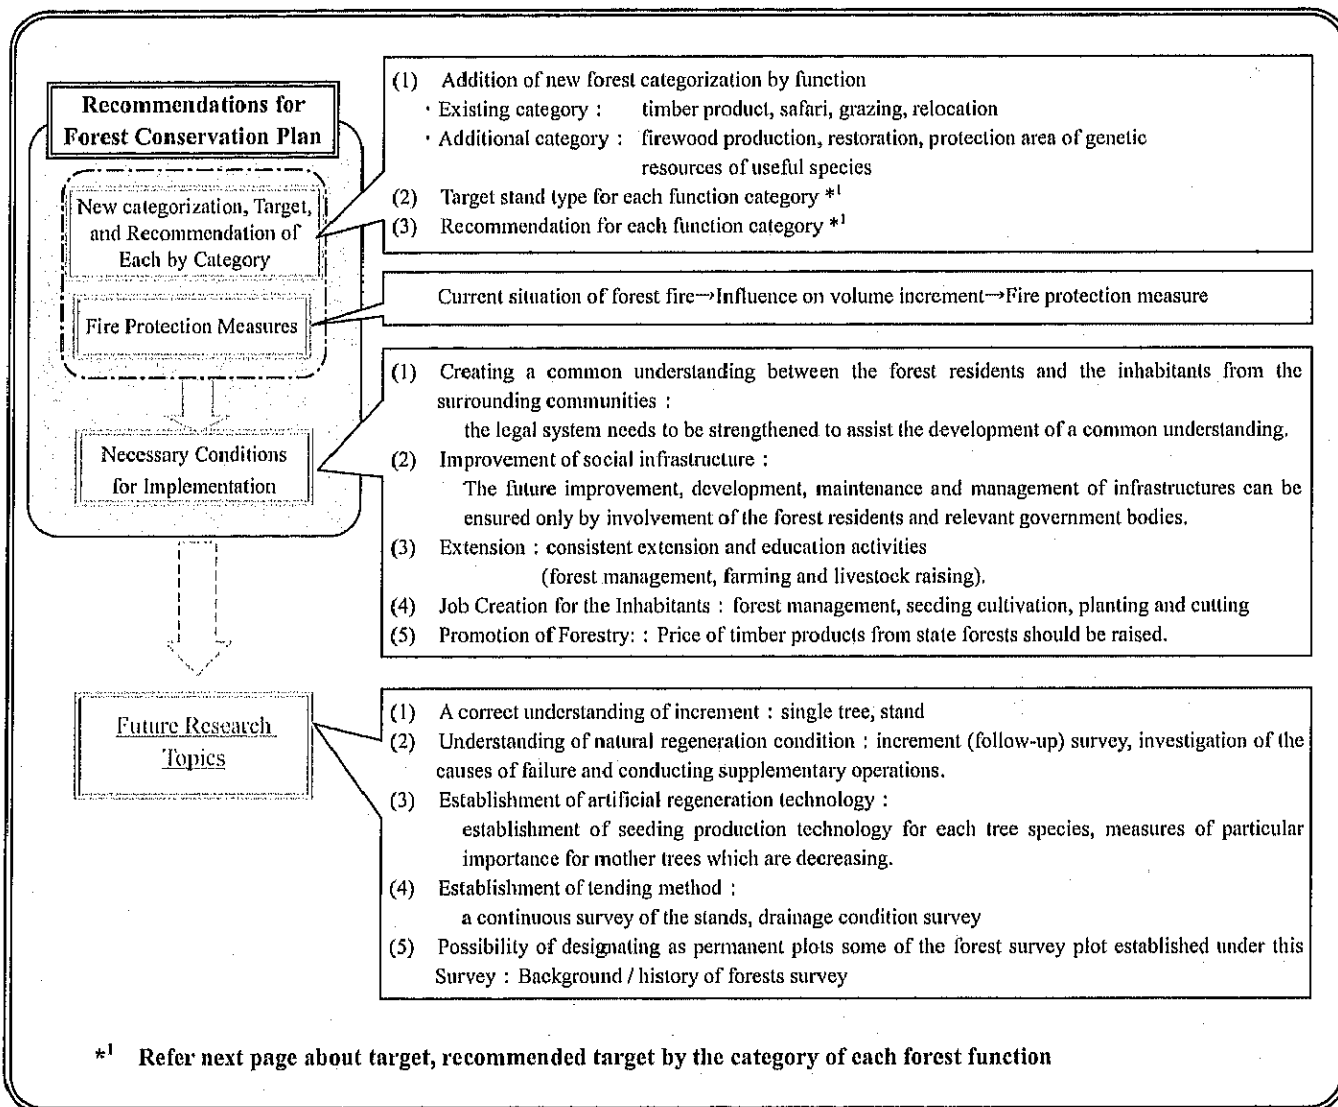 Recommendations for
Forest Conservation Plan
New categorization, Target,
and Recommendation of
Each by Category
Fire Protection Measures
Necessary Conditions
for Implementation
Future Research
Topics
(1) Addition of new forest categorization by function
・Existing category : timber product, safari, grazing, relocation
・Additional category : firewood production, restoration, protection area of genetic
resources of useful species
(2) Target stand type for each function category *1
(3) Recommendation for each function category *1
Current situation of forest fire→Influence on volume increment→Fire protection measure
(1) Creating a common understanding between the forest residents and the inhabitants from the
surrounding communities :
the legal system needs to be strengthened to assist the development of a common understanding.
(2) Improvement of social infrastructure :
The future improvement, development, maintenance and management of infrastructures can be
ensured only by involvement of the forest residents and relevant government bodies.
(3) Extension : consistent extension and education activities
(forest management, farming and livestock raising).
(4) Job Creation for the Inhabitants : forest management, seeding cultivation, planting and cutting
(5) Promotion of Forestry: : Price of timber products from state forests should be raised.
(1) A correct understanding of increment : single tree, stand
(2) Understanding of natural regeneration condition : increment (follow-up) survey, investigation of the
causes of failure and conducting supplementary operations.
(3) Establishment of artificial regeneration technology :
establishment of seeding production technology for each tree species, measures of particular
importance for mother trees which are decreasing.
(4) Establishment of tending method :
a continuous survey of the stands, drainage condition survey
(5) Possibility of designating as permanent plots some of the forest survey plot established under this
Survey : Background / history of forests survey
*1 Refer next page about target, recommended target by the category of each forest function